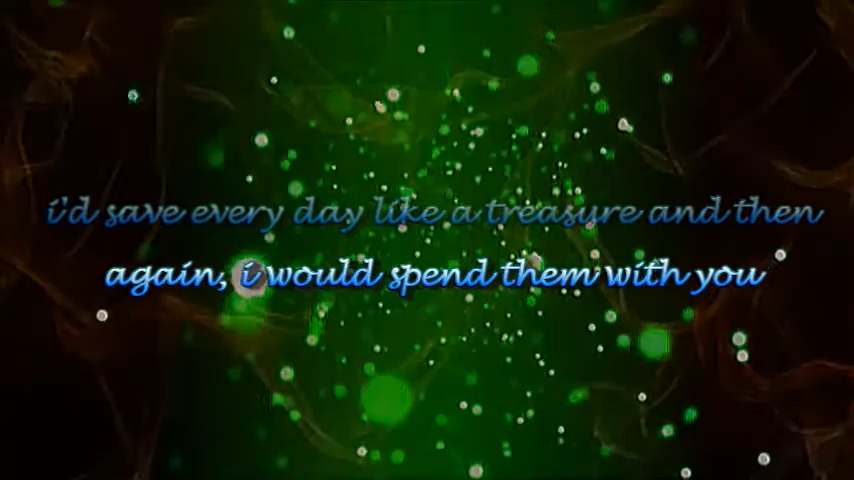 i'd save every day like a treasure and then
again, i would spend them with you